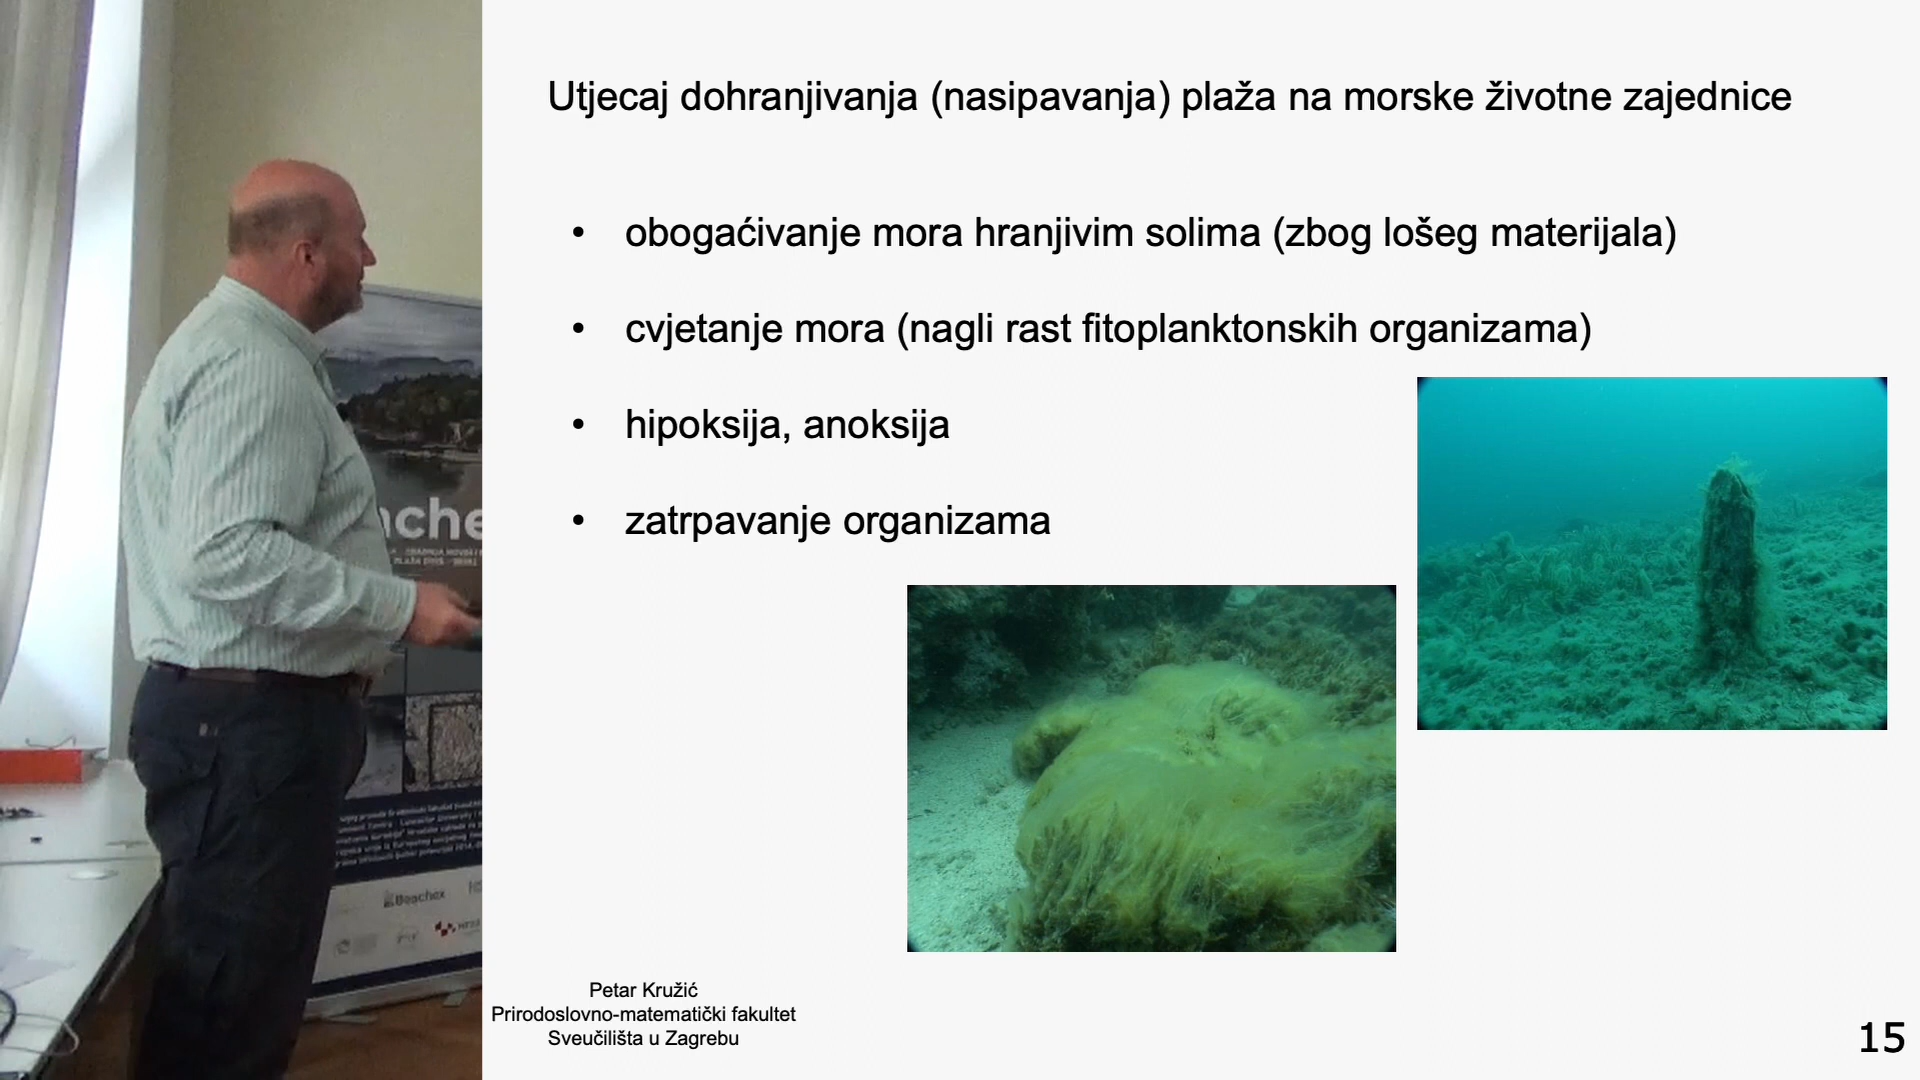 Utjecaj dohranjivanja (nasipavanja) plaža na morske životne zajednice
• obogaćivanje mora hranjivim solima (zbog lošeg materijala)
• cvjetanje mora (nagli rast fitoplanktonskih organizama)
• hipoksija, anoksija
• zatrpavanje organizama
Petar Kružić
Prirodoslovno-matematički fakultet
Sveučilišta u Zagrebu
15
Beachex